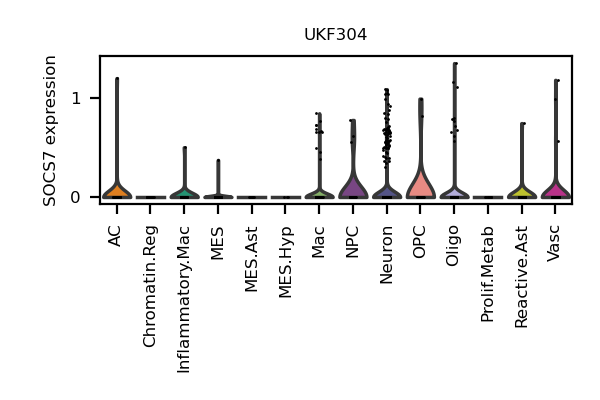 UKF304
SOCS7 expression
1
0
AC
Chromatin.Reg
Inflammatory.Mac
MES
MES.Ast
MES.Hyp
Mac
NPC
Neuron
OPC
Oligo
Prolif.Metab
Reactive.Ast
Vasc